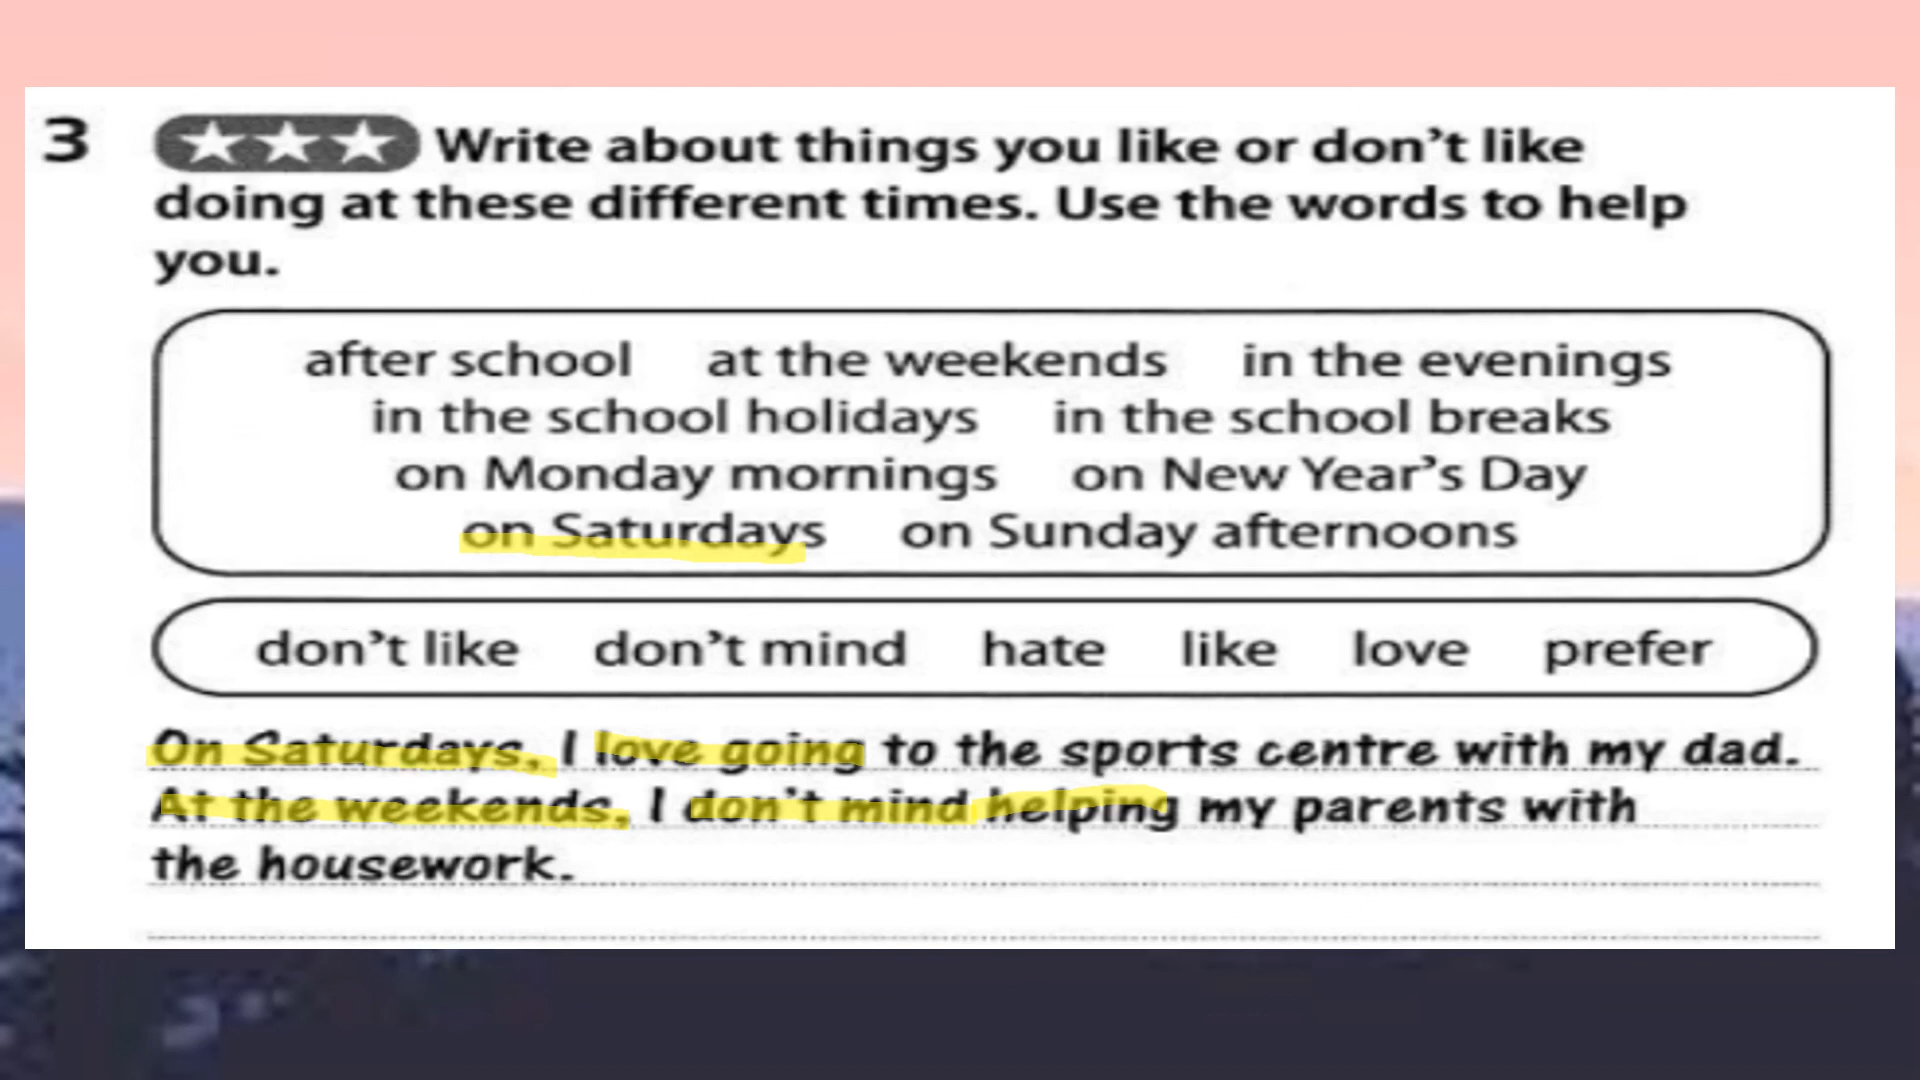 3 Write about things you like or don't like
doing at these different times. Use the words to help
you.
after school at the weekends in the evenings
in the school holidays in the school breaks
on Monday mornings on New Year's Day
on Saturdays on Sunday afternoons
don't like don't mind hate like love prefer
On Saturdays, I love going to the sports centre with my dad.
At the weekends, I don't mind helping my parents with
the housework.